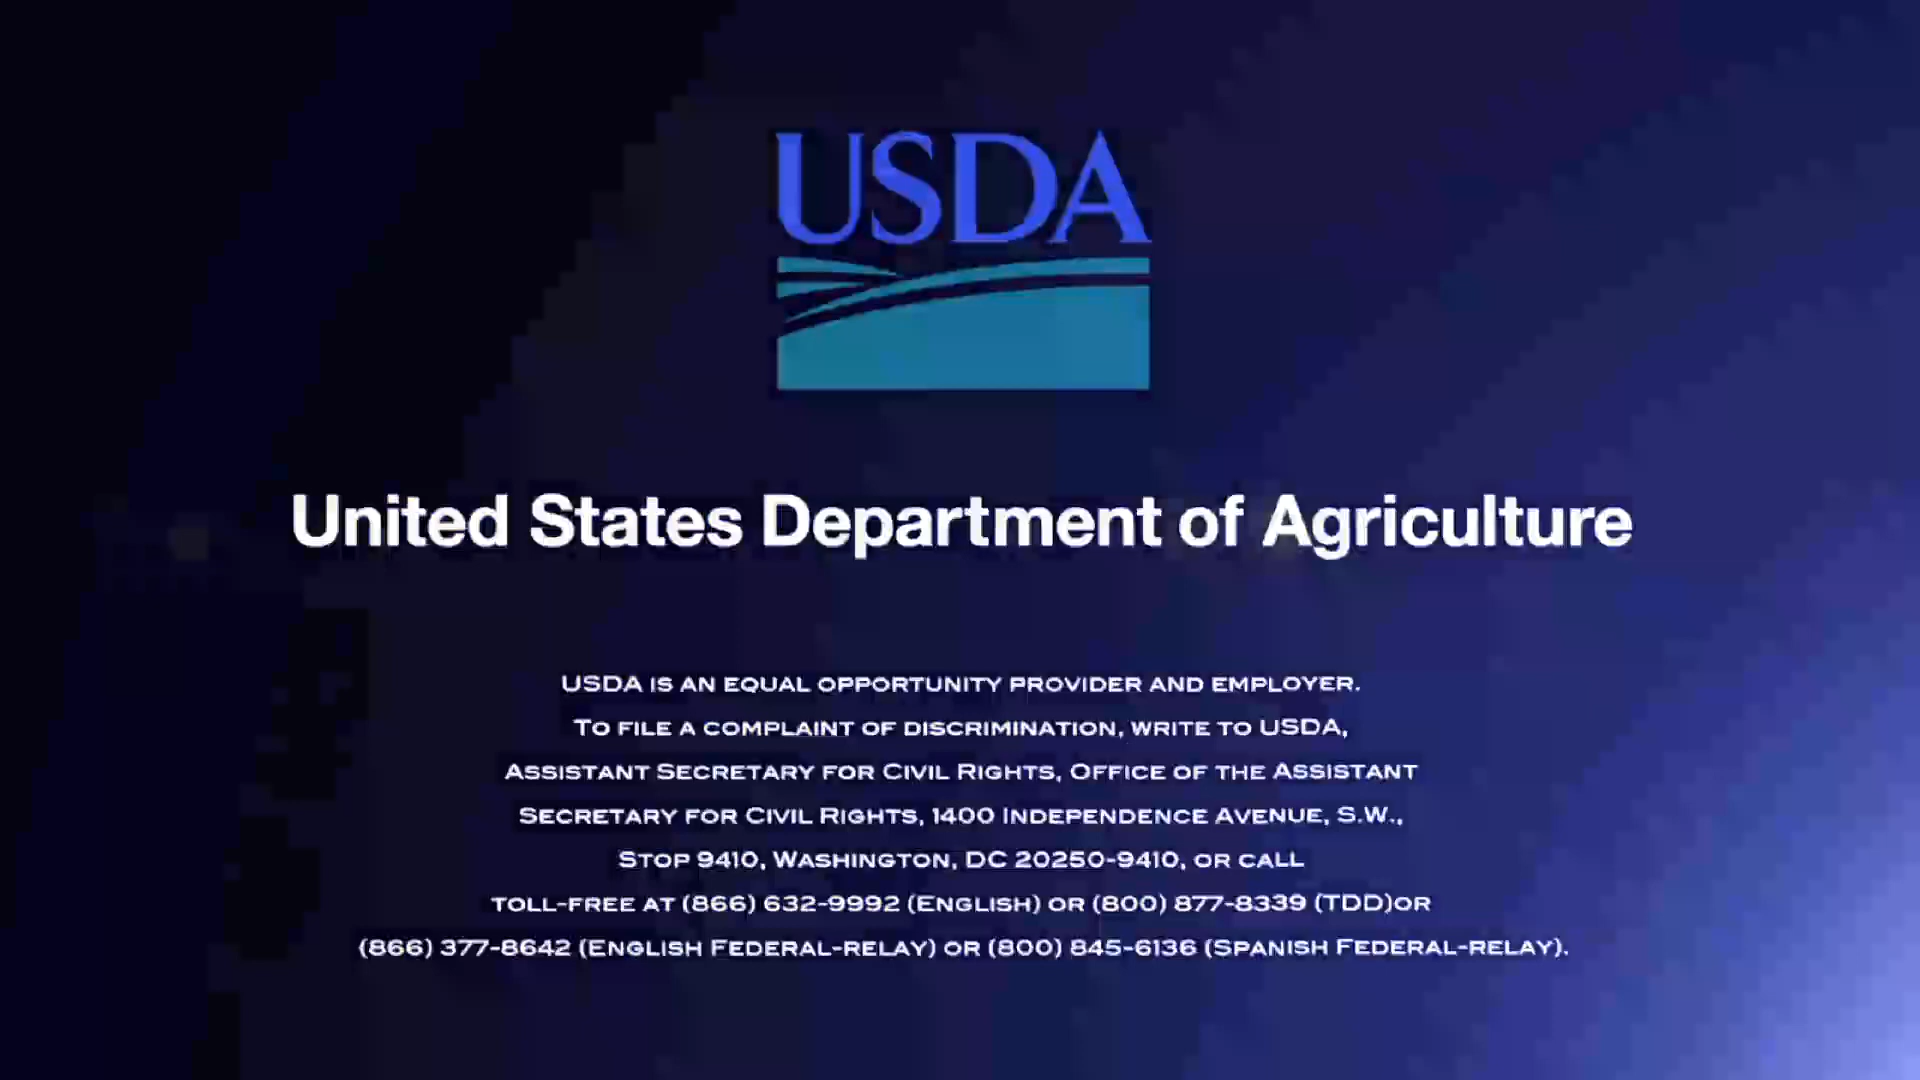 USDA
United States Department of Agriculture
USDA IS AN EQUAL OPPORTUNITY PROVIDER AND EMPLOYER.
TO FILE A COMPLAINT OF DISCRIMINATION, WRITE TO USDA,
ASSISTANT SECRETARY FOR CIVIL RIGHTS, OFFICE OF THE ASSISTANT
SECRETARY FOR CIVIL RIGHTS, 1400 INDEPENDENCE AVENUE, S.W.,
STOP 9410, WASHINGTON, DC 20250-9410, OR CALL
TOLL-FREE AT (866) 632-9992 (ENGLISH) OR (800) 877-8339 (TDD)OR
(866) 377-8642 (ENGLISH FEDERAL-RELAY) OR (800) 845-6136 (SPANISH FEDERAL-RELAY).